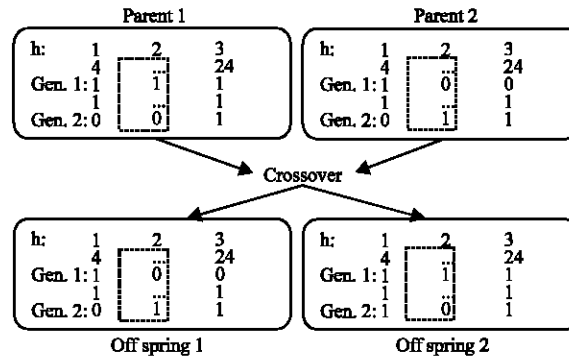 Parent 1
Parent 2
h: 1 2 3
4 ... 24
Gen. 1: 1 1 1
1 ... 1
Gen. 2: 0 0 1
h: 1 2 3
4 ... 24
Gen. 1: 1 0 0
1 ... 1
Gen. 2: 0 1 1
Crossover
h: 1 2 3
4 ... 24
Gen. 1: 1 0 0
1 ... 1
Gen. 2: 0 1 1
h: 1 2 3
4 ... 24
Gen. 1: 1 1 1
1 ... 1
Gen. 2: 1 0 1
Off spring 1
Off spring 2